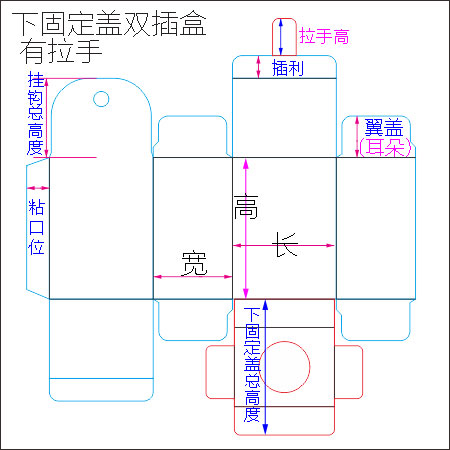 下固定盖双插盒
有拉手
拉手高
插利
挂钩总高度
翼盖
(耳朵)
粘口位
高
长
宽
下固定盖总高度